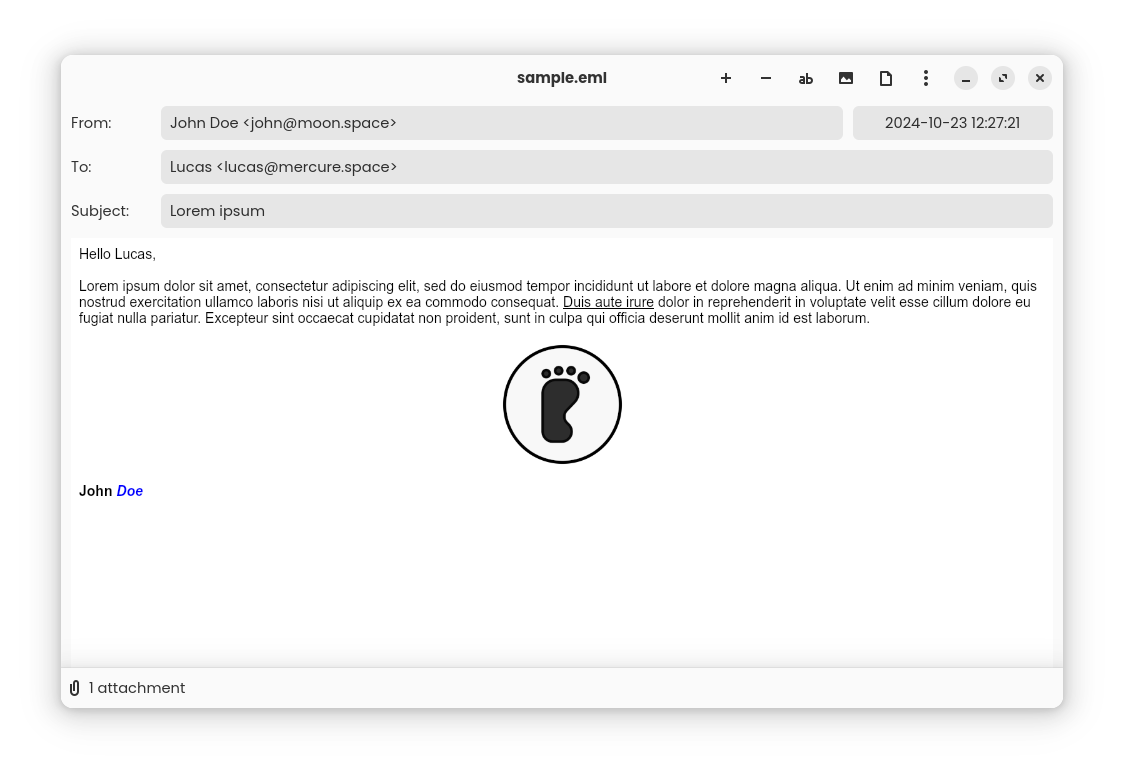 sample.eml
ab
From: John Doe <john@moon.space> 2024-10-23 12:27:21
To: Lucas <lucas@mercure.space>
Subject: Lorem ipsum
Hello Lucas,
Lorem ipsum dolor sit amet, consectetur adipiscing elit, sed do eiusmod tempor incididunt ut labore et dolore magna aliqua. Ut enim ad minim veniam, quis
nostrud exercitation ullamco laboris nisi ut aliquip ex ea commodo consequat. Duis aute irure dolor in reprehenderit in voluptate velit esse cillum dolore eu
fugiat nulla pariatur. Excepteur sint occaecat cupidatat non proident, sunt in culpa qui officia deserunt mollit anim id est laborum.
John Doe
1 attachment